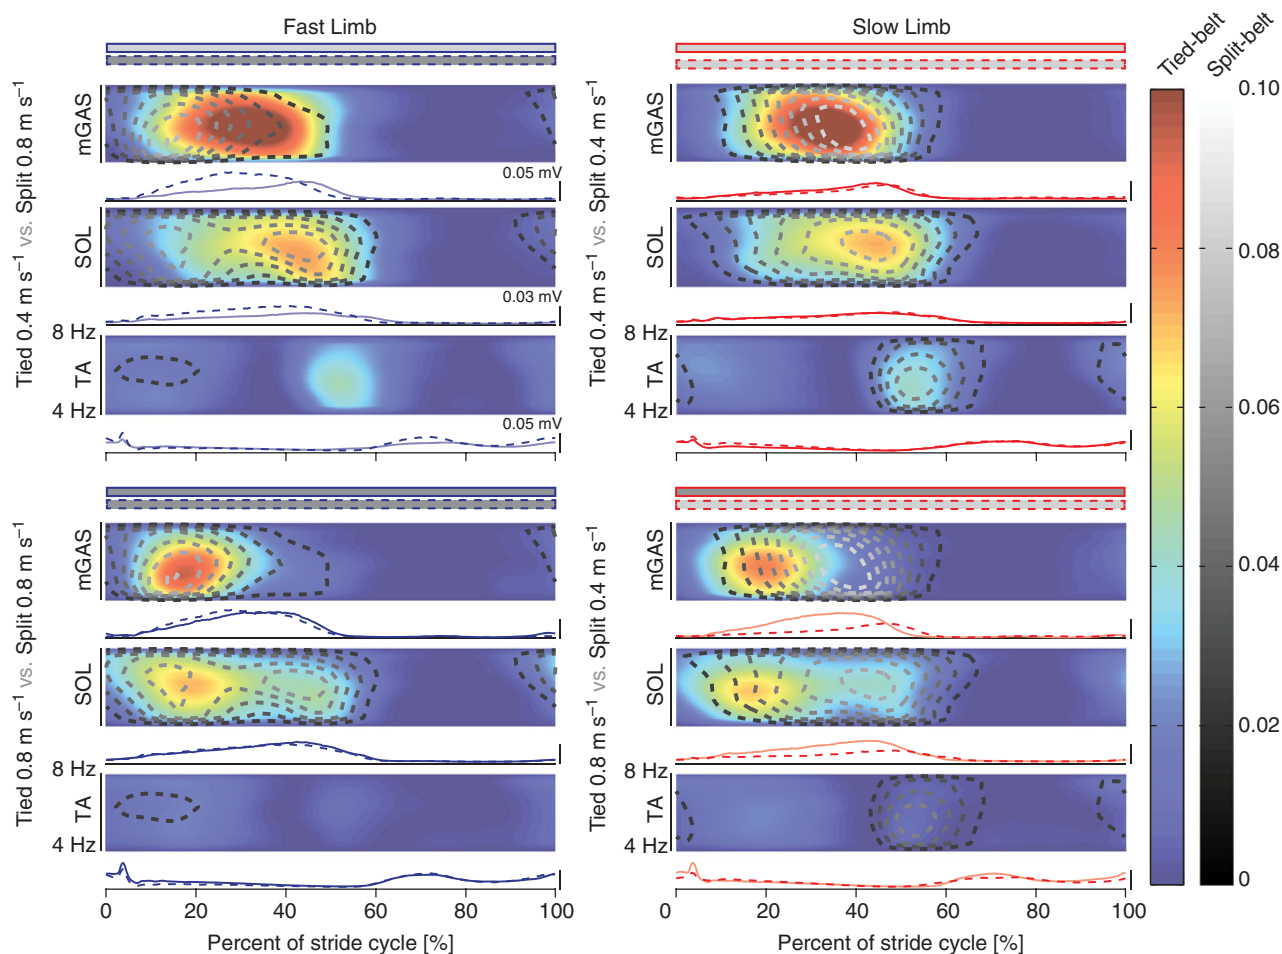 Fast Limb
Slow Limb
Tied-belt
Split-belt
Tied 0.4 m s⁻¹ vs. Split 0.8 m s⁻¹
mGAS
0.05 mV
SOL
0.03 mV
8 Hz
TA
4 Hz
0.05 mV
Tied 0.4 m s⁻¹ vs. Split 0.4 m s⁻¹
mGAS
SOL
8 Hz
TA
4 Hz
0.10
0.08
0.06
0.04
0.02
0
Tied 0.8 m s⁻¹ vs. Split 0.8 m s⁻¹
mGAS
SOL
8 Hz
TA
4 Hz
0 20 40 60 80 100
Percent of stride cycle [%]
Tied 0.8 m s⁻¹ vs. Split 0.4 m s⁻¹
mGAS
SOL
8 Hz
TA
4 Hz
0 20 40 60 80 100
Percent of stride cycle [%]